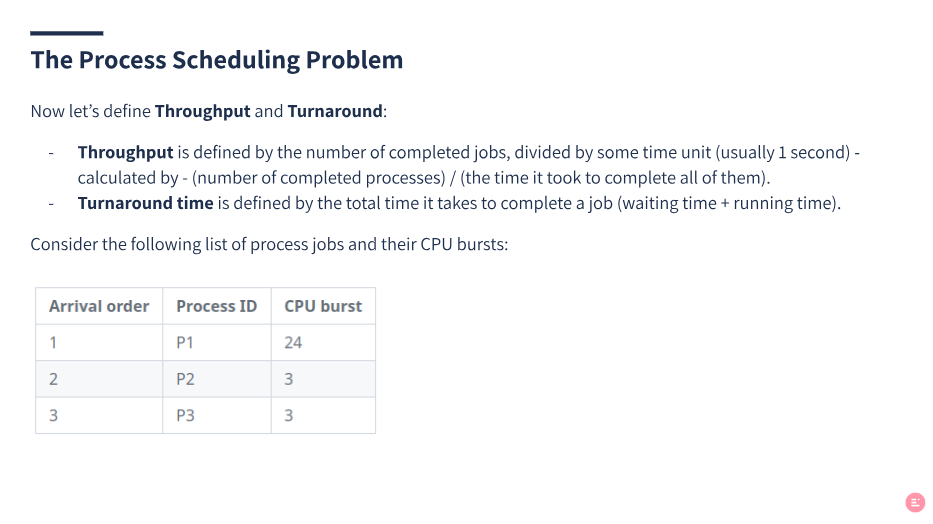 The Process Scheduling Problem
Now let’s define Throughput and Turnaround:
- Throughput is defined by the number of completed jobs, divided by some time unit (usually 1 second) -
calculated by - (number of completed processes) / (the time it took to complete all of them).
- Turnaround time is defined by the total time it takes to complete a job (waiting time + running time).
Consider the following list of process jobs and their CPU bursts:
Arrival order Process ID CPU burst
1 P1 24
2 P2 3
3 P3 3